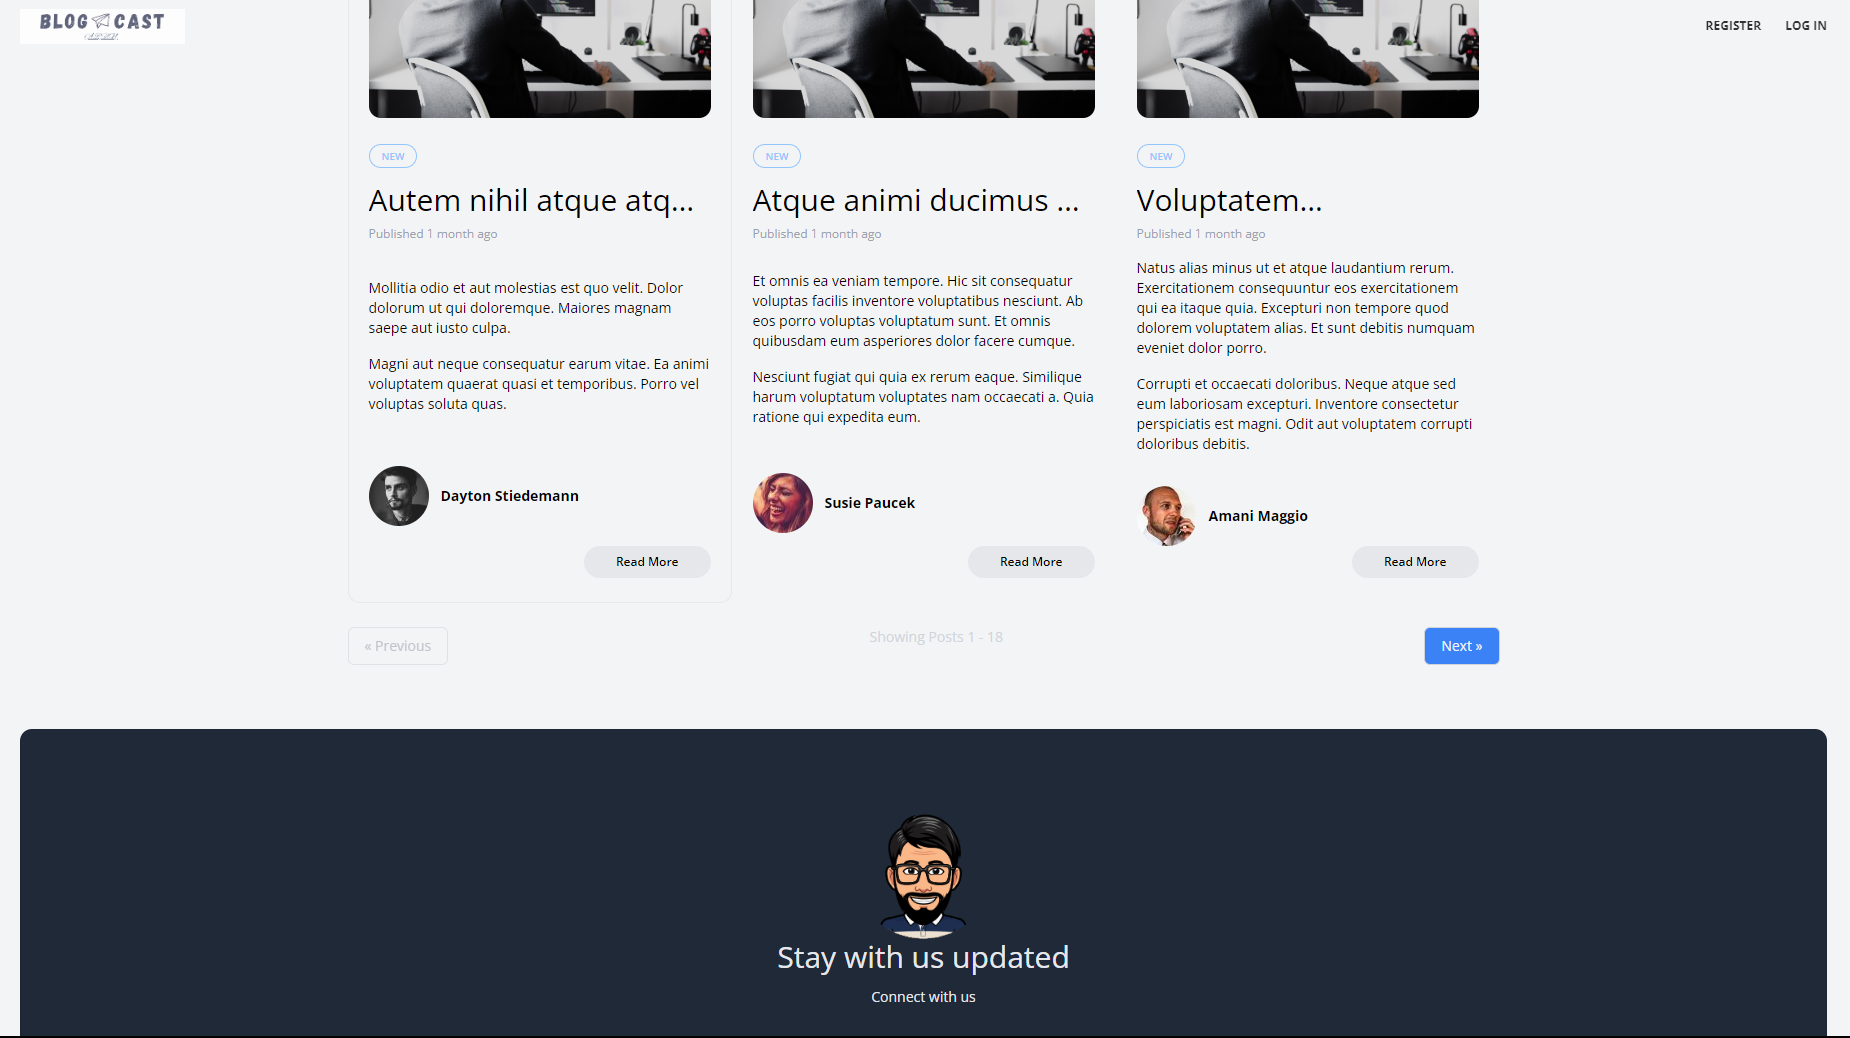 BLOG CAST
REGISTER
LOG IN
NEW
Autem nihil atque atq...
Published 1 month ago
Mollitia odio et aut molestias est quo velit. Dolor
dolorum ut qui doloremque. Maiores magnam
saepe aut iusto culpa.
Magni aut neque consequatur earum vitae. Ea animi
voluptatem quaerat quasi et temporibus. Porro vel
voluptas soluta quas.
Dayton Stiedemann
Read More
NEW
Atque animi ducimus ...
Published 1 month ago
Et omnis ea veniam tempore. Hic sit consequatur
voluptas facilis inventore voluptatibus nesciunt. Ab
eos porro voluptas voluptatum sunt. Et omnis
quibusdam eum asperiores dolor facere cumque.
Nesciunt fugiat qui quia ex rerum eaque. Similique
harum voluptatum voluptates nam occaecati a. Quia
ratione qui expedita eum.
Susie Paucek
Read More
NEW
Voluptatem...
Published 1 month ago
Natus alias minus ut et atque laudantium rerum.
Exercitationem consequuntur eos exercitationem
qui ea itaque quia. Excepturi non tempore quod
dolorem voluptatem alias. Et sunt debitis numquam
eveniet dolor porro.
Corrupti et occaecati doloribus. Neque atque sed
eum laboriosam excepturi. Inventore consectetur
perspiciatis est magni. Odit aut voluptatem corrupti
doloribus debitis.
Amani Maggio
Read More
« Previous
Showing Posts 1 - 18
Next »
Stay with us updated
Connect with us